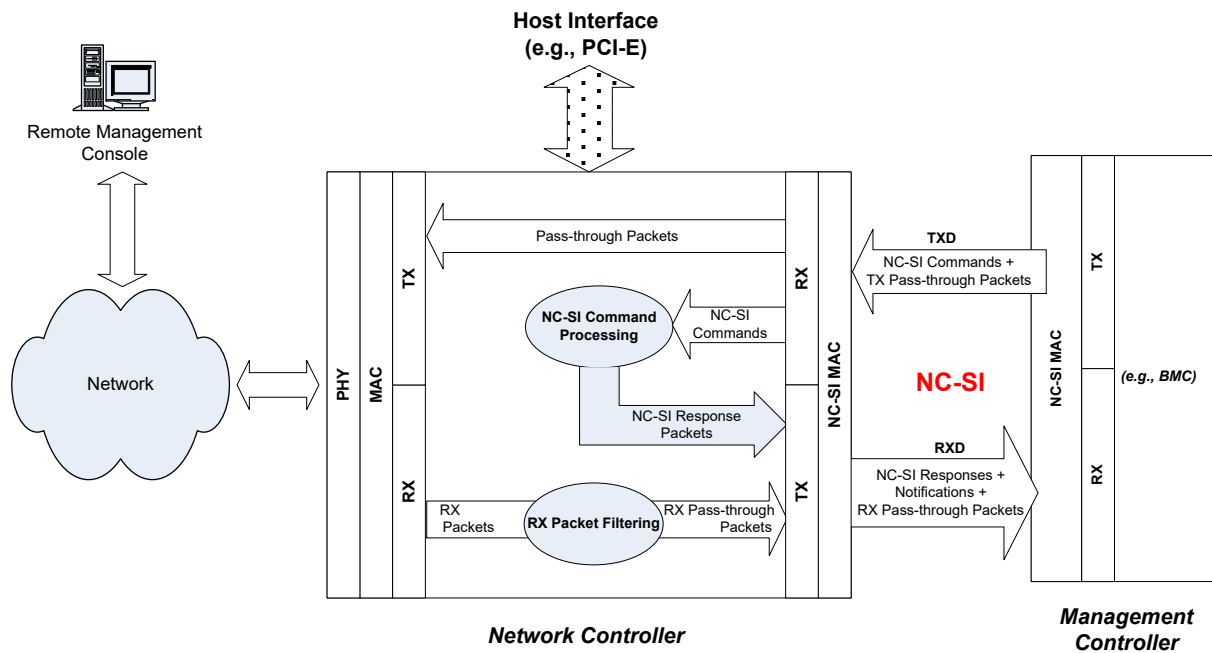 Host Interface
(e.g., PCI-E)
Remote Management
Console
Network
PHY
MAC
TX
RX
Pass-through Packets
NC-SI Command
Processing
NC-SI
Commands
NC-SI Response
Packets
RX
Packets
RX Packet Filtering
RX Pass-through
Packets
RX
TX
NC-SI MAC
Network Controller
TXD
NC-SI Commands +
TX Pass-through Packets
NC-SI
RXD
NC-SI Responses +
Notifications +
RX Pass-through Packets
NC-SI MAC
TX
RX
(e.g., BMC)
Management
Controller